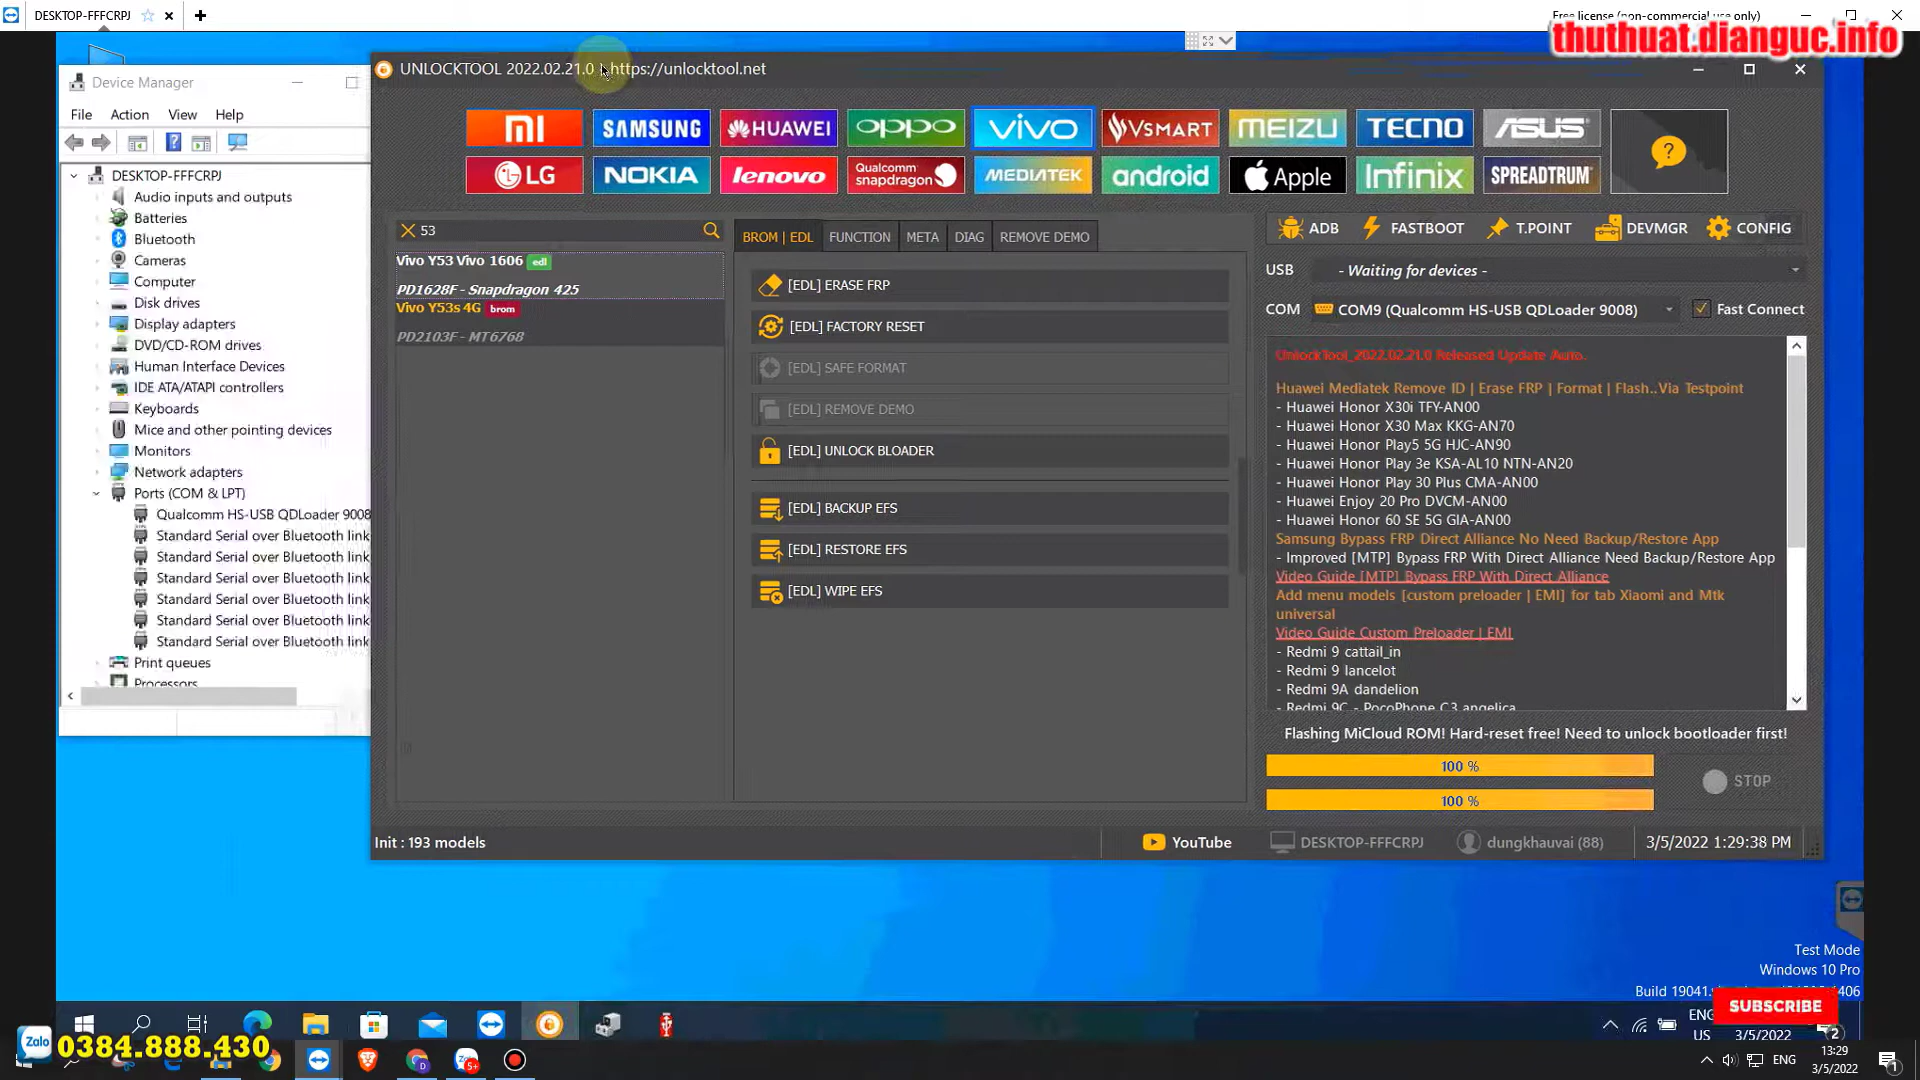 DESKTOP-FFFCRPJ
Free license (non-commercial use only)
thuthuat.dianguc.info
Device Manager
File Action View Help
DESKTOP-FFFCRPJ
Audio inputs and outputs
Batteries
Bluetooth
Cameras
Computer
Disk drives
Display adapters
DVD/CD-ROM drives
Human Interface Devices
IDE ATA/ATAPI controllers
Keyboards
Mice and other pointing devices
Monitors
Network adapters
Ports (COM & LPT)
Qualcomm HS-USB QDLoader 9008
Standard Serial over Bluetooth link
Standard Serial over Bluetooth link
Standard Serial over Bluetooth link
Standard Serial over Bluetooth link
Standard Serial over Bluetooth link
Standard Serial over Bluetooth link
Print queues
Processors
UNLOCKTOOL 2022.02.21.0 https://unlocktool.net
MI SAMSUNG HUAWEI OPPO VIVO VSMART MEIZU TECNO ASUS
LG NOKIA lenovo Qualcomm snapdragon MEDIATEK android Apple Infinix SPREADTRUM
?
53
Vivo Y53 Vivo 1606 edl
PD1628F - Snapdragon 425
Vivo Y53s 4G brom
PD2103F - MT6768
BROM | EDL FUNCTION META DIAG REMOVE DEMO
[EDL] ERASE FRP
[EDL] FACTORY RESET
[EDL] SAFE FORMAT
[EDL] REMOVE DEMO
[EDL] UNLOCK BLOADER
[EDL] BACKUP EFS
[EDL] RESTORE EFS
[EDL] WIPE EFS
ADB FASTBOOT T.POINT DEVMGR CONFIG
USB - Waiting for devices -
COM COM9 (Qualcomm HS-USB QDLoader 9008) Fast Connect
UnlockTool_2022.02.21.0 Released Update Auto.
Huawei Mediatek Remove ID | Erase FRP | Format | Flash..Via Testpoint
- Huawei Honor X30i TFY-AN00
- Huawei Honor X30 Max KKG-AN70
- Huawei Honor Play5 5G HJC-AN90
- Huawei Honor Play 3e KSA-AL10 NTN-AN20
- Huawei Honor Play 30 Plus CMA-AN00
- Huawei Enjoy 20 Pro DVCM-AN00
- Huawei Honor 60 SE 5G GIA-AN00
Samsung Bypass FRP Direct Alliance No Need Backup/Restore App
- Improved [MTP] Bypass FRP With Direct Alliance Need Backup/Restore App
Video Guide [MTP] Bypass FRP With Direct Alliance
Add menu models [custom preloader | EMI] for tab Xiaomi and Mtk
universal
Video Guide Custom Preloader | EMI
- Redmi 9 cattail_in
- Redmi 9 lancelot
- Redmi 9A dandelion
- Redmi 9C - PocoPhone C3 angelica
Flashing MiCloud ROM! Hard-reset free! Need to unlock bootloader first!
100 %
100 %
STOP
Init : 193 models
YouTube
DESKTOP-FFFCRPJ
dungkhauvai (88)
3/5/2022 1:29:38 PM
Test Mode
Windows 10 Pro
Build 19041.
SUBSCRIBE
ENG
US
3/5/2022
2
Zalo
0384.888.430
5+
ENG
13:29
3/5/2022
1